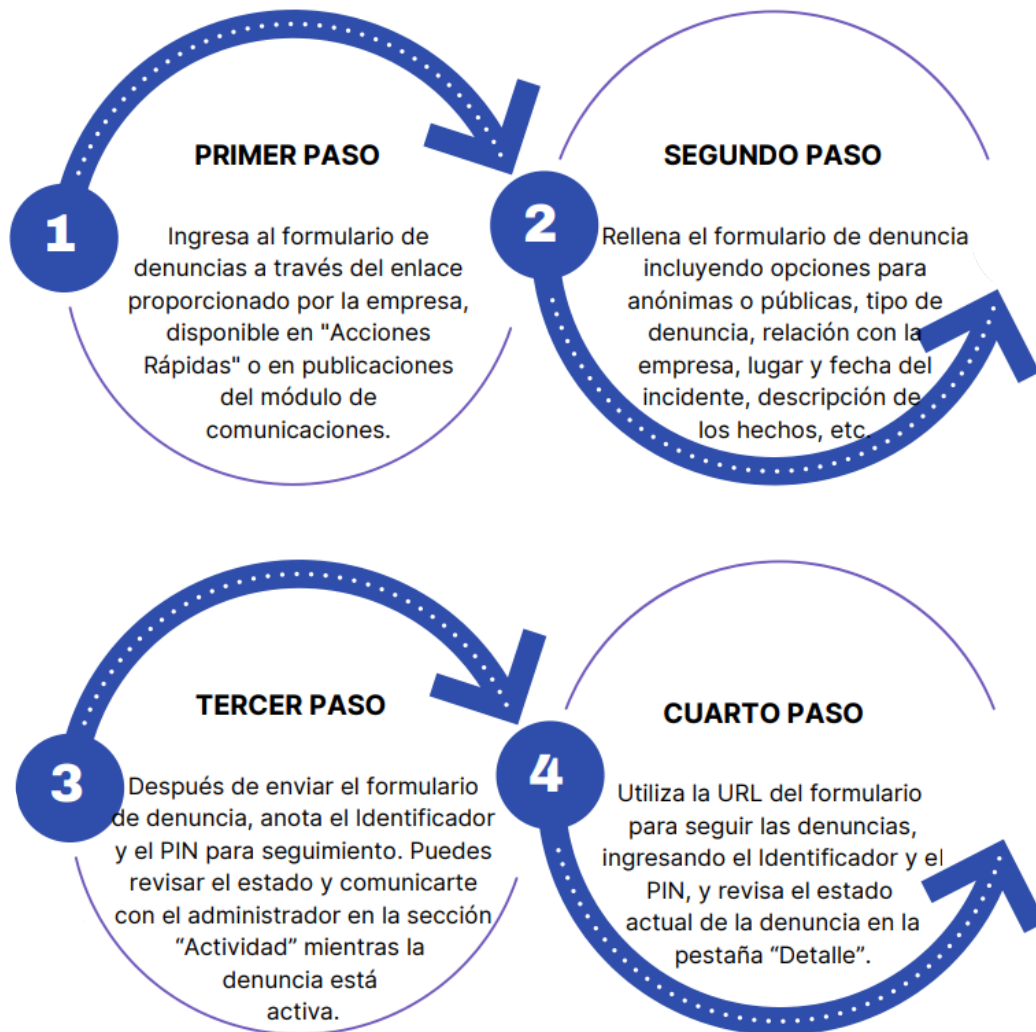 1
PRIMER PASO
Ingresa al formulario de
denuncias a través del enlace
proporcionado por la empresa,
disponible en "Acciones
Rápidas" o en publicaciones
del módulo de
comunicaciones.
2
SEGUNDO PASO
Rellena el formulario de denuncia
incluyendo opciones para
anónimas o públicas, tipo de
denuncia, relación con la
empresa, lugar y fecha del
incidente, descripción de
los hechos, etc.
3
TERCER PASO
Después de enviar el formulario
de denuncia, anota el Identificador
y el PIN para seguimiento. Puedes
revisar el estado y comunicarte
con el administrador en la sección
“Actividad” mientras la
denuncia está
activa.
4
CUARTO PASO
Utiliza la URL del formulario
para seguir las denuncias,
ingresando el Identificador y el
PIN, y revisa el estado
actual de la denuncia en la
pestaña “Detalle”.